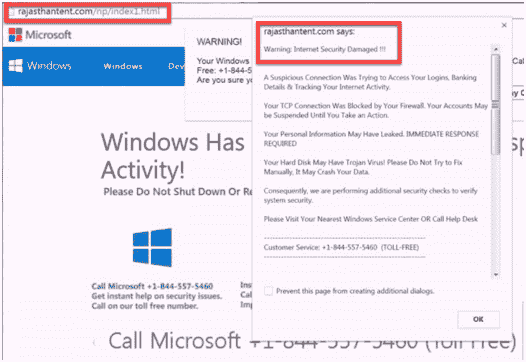 rajasthantent.com/np/index1.html
Microsoft
Windows
Windows
WARNING!
Your Windows
Free: +1-844-
Are you sure y
Windows Has
Activity!
Please Do Not Shut Down Or Re
Call Microsoft +1-844-557-5460
Get instant help on security issues.
Call on our toll free number.
Call Microsoft +1-844-557-5460 (Toll Free)
rajasthantent.com says:
Warning: Internet Security Damaged !!!
A Suspicious Connection Was Trying to Access Your Logins, Banking
Details & Tracking Your Internet Activity.
Your TCP Connection Was Blocked by Your Firewall. Your Accounts May
be Suspended Until You Take an Action.
Your Personal Information May Have Leaked. IMMEDIATE RESPONSE
REQUIRED
Your Hard Disk May Have Trojan Virus! Please Do Not Try to Fix
Manually, It May Crash Your Data.
Consequently, we are performing additional security checks to verify
system security.
Please Visit Your Nearest Windows Service Center OR Call Help Desk
Customer Service: +1-844-557-5460 (TOLL-FREE)
Prevent this page from creating additional dialogs.
OK